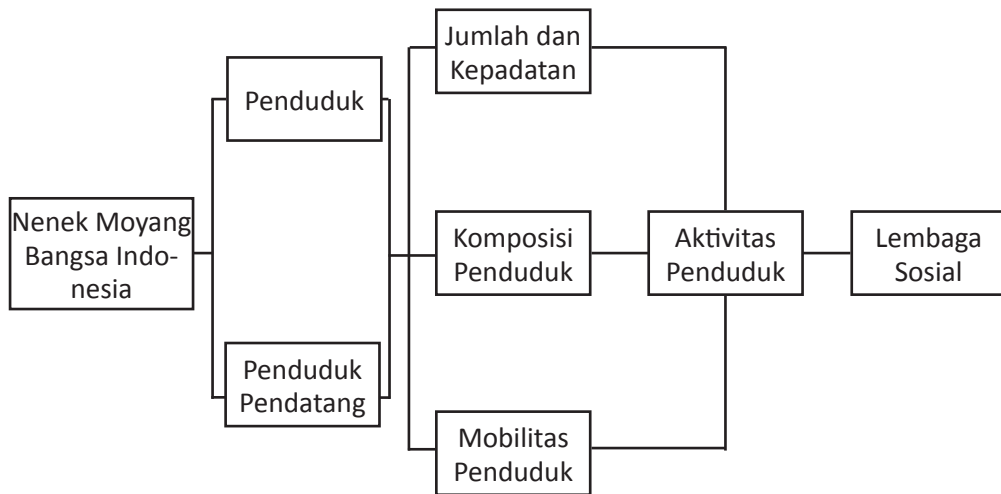 Nenek Moyang
Bangsa Indo-
nesia
Penduduk
Penduduk
Pendatang
Jumlah dan
Kepadatan
Komposisi
Penduduk
Mobilitas
Penduduk
Aktivitas
Penduduk
Lembaga
Sosial